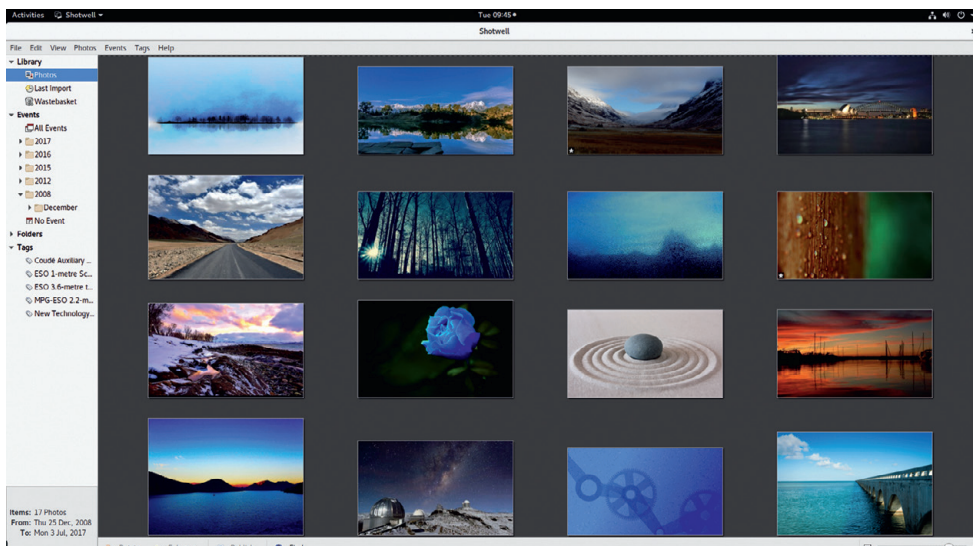 Activities Shotwell Tue 09:45
Shotwell
File Edit View Photos Events Tags Help
Library
Photos
Last Import
Wastebasket
Events
All Events
2017
2016
2015
2012
2008
December
No Event
Folders
Tags
Coudé Auxiliary ...
ESO 1-metre Sc...
ESO 3.6-metre t...
MPG-ESO 2.2-m...
New Technology...
Items: 17 Photos
From: Thu 25 Dec, 2008
To: Mon 3 Jul, 2017